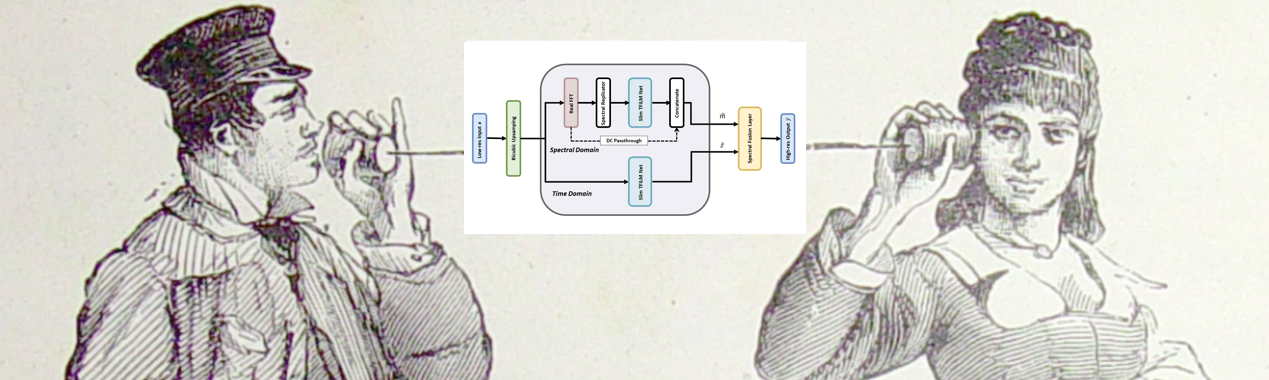 Low-res Input x
Bicubic Upsamping
Real FFT
Spectral Replicator
Slim TFiLM Net
Concatenate
DC Passthrough
Spectral Domain
Slim TFiLM Net
Time Domain
m̂
Spectral Fusion Layer
High-res Output ŷ